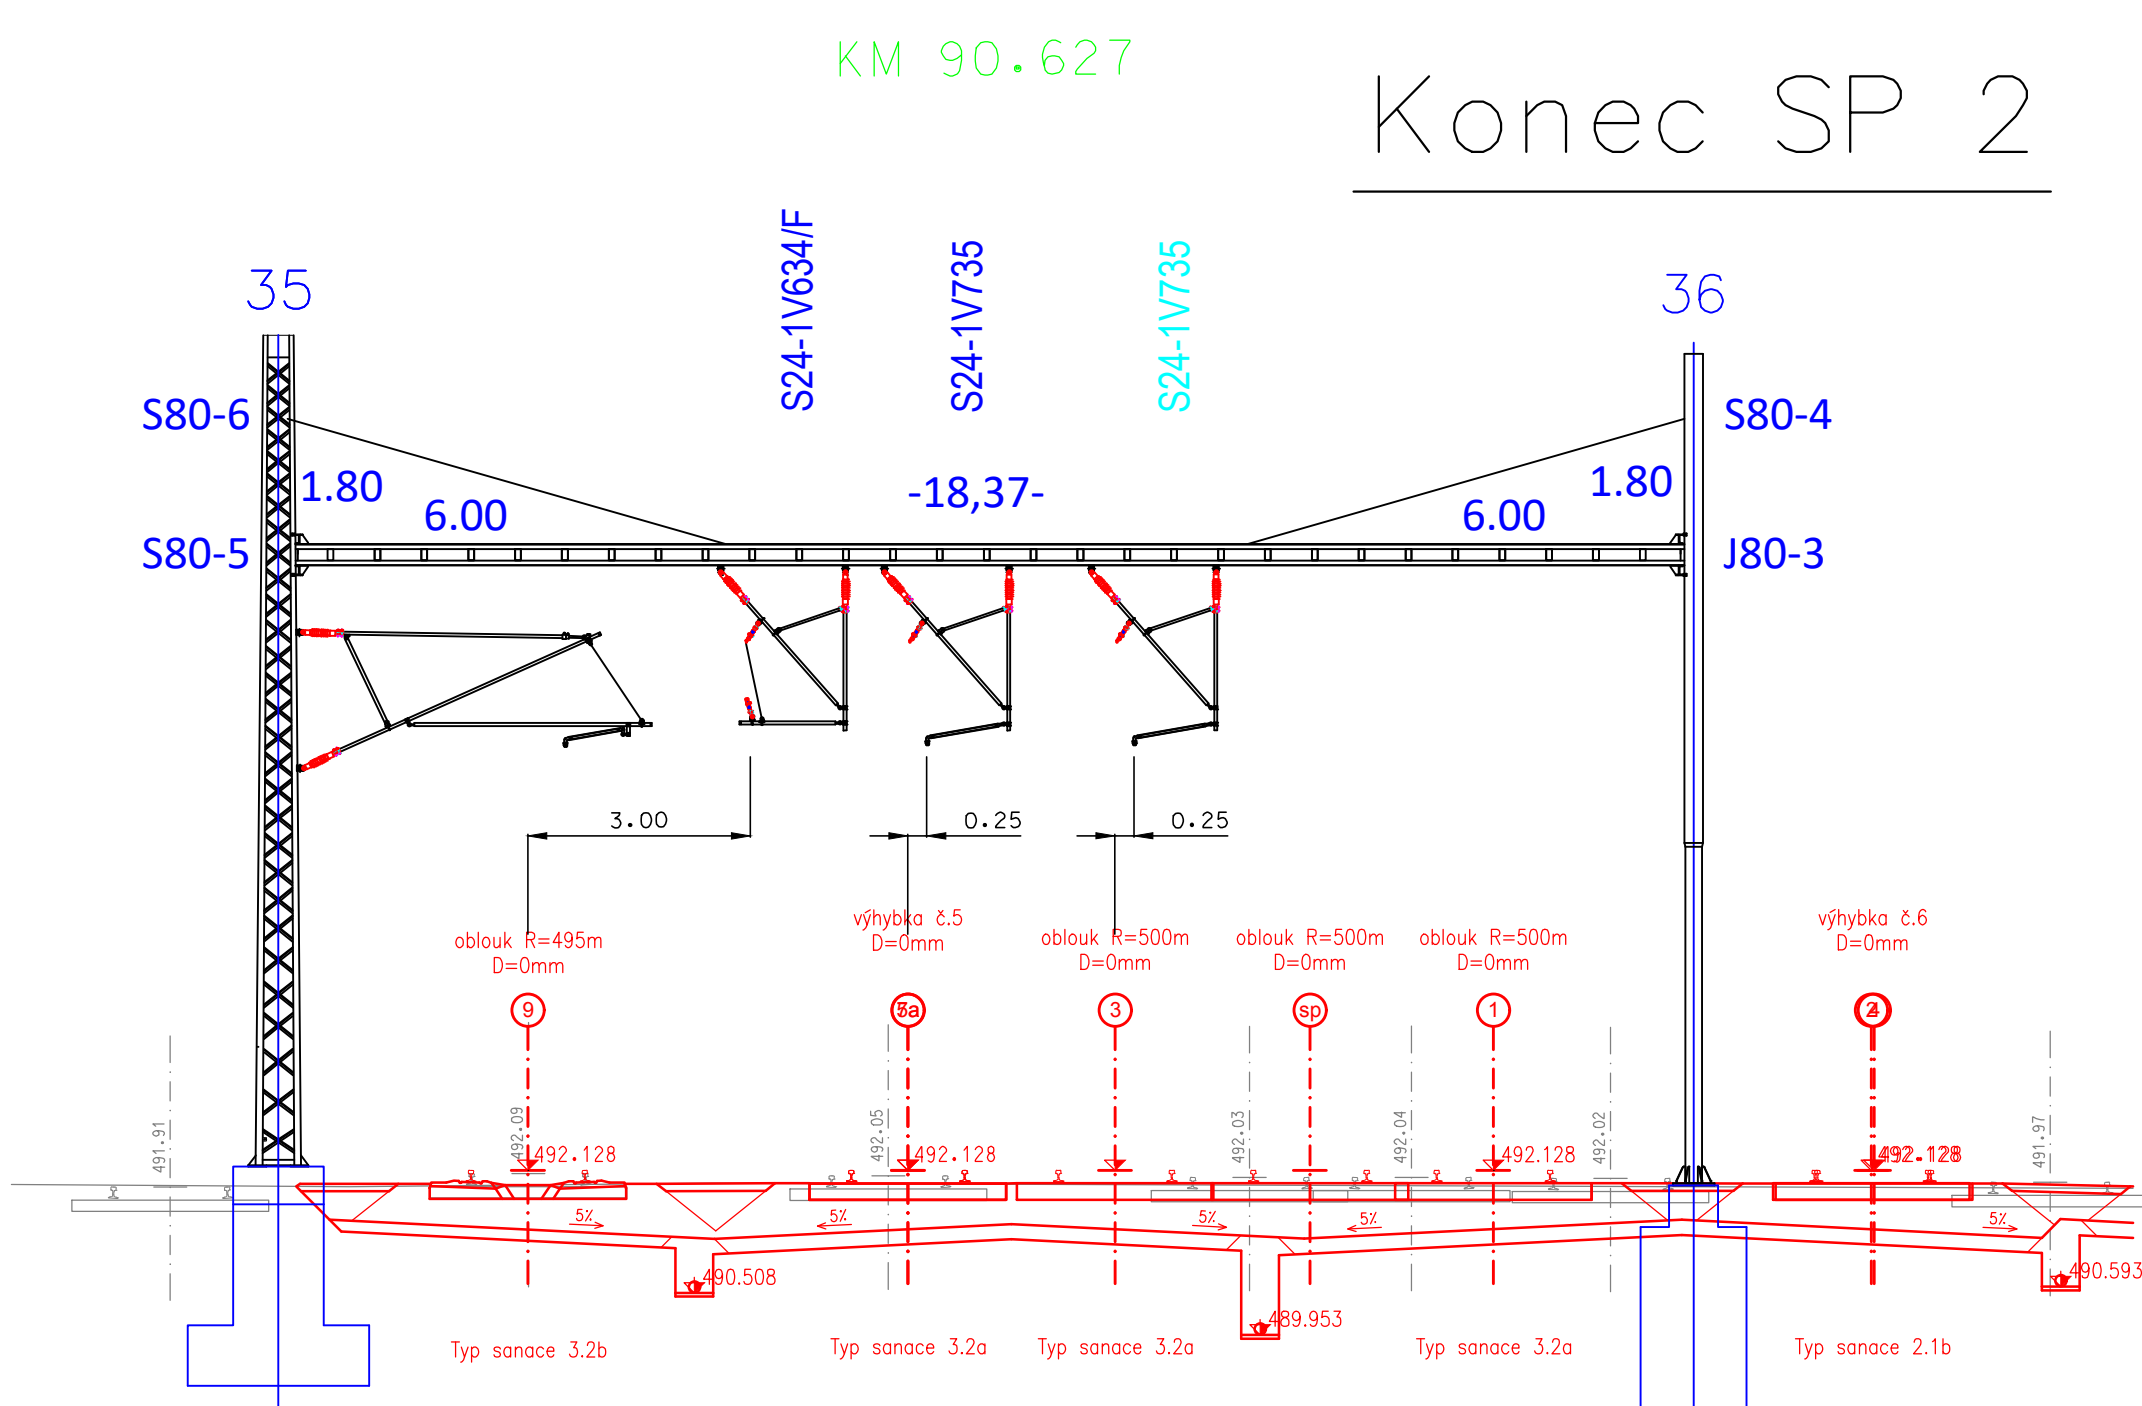 KM 90.627
Konec SP 2
S24-1V634/F
S24-1V735
S24-1V735
35
36
S80-6
S80-4
1.80
6.00
-18,37-
6.00
1.80
S80-5
J80-3
3.00
0.25
0.25
oblouk R=495m
D=0mm
výhybka č.5
D=0mm
oblouk R=500m
D=0mm
oblouk R=500m
D=0mm
oblouk R=500m
D=0mm
výhybka č.6
D=0mm
9
3
sp
1
491.91
492.09
492.05
492.03
492.04
492.02
491.97
492.128
492.128
492.128
492.128
5%
5%
5%
5%
5%
490.508
489.953
490.593
Typ sanace 3.2b
Typ sanace 3.2a
Typ sanace 3.2a
Typ sanace 3.2a
Typ sanace 2.1b